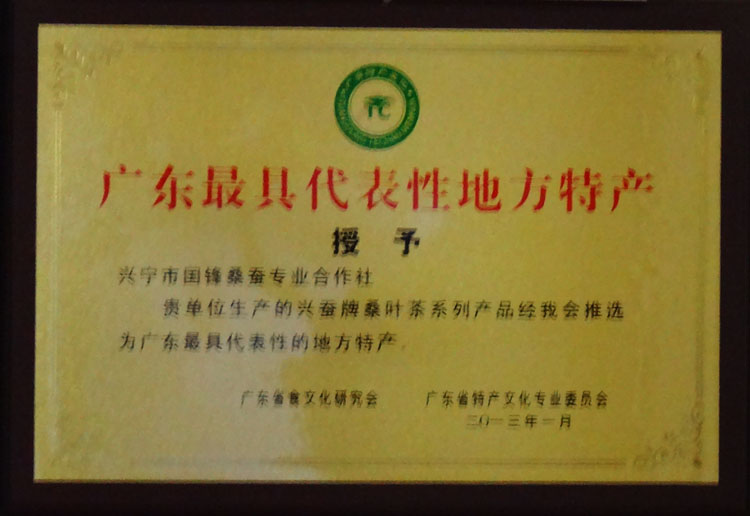 广东最具代表性地方特产
授予
兴宁市国锋桑蚕专业合作社
贵单位生产的兴蚕牌桑叶茶系列产品经我会推选
为广东最具代表性的地方特产。
广东省食文化研究会 广东省特产文化专业委员会
二〇一三年一月